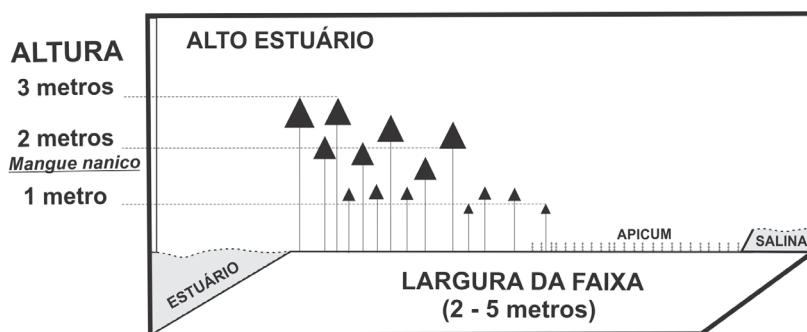 ALTO ESTUÁRIO
ALTURA
3 metros
2 metros
Mangue nanico
1 metro
APICUM
SALINA
ESTUÁRIO
LARGURA DA FAIXA
(2 - 5 metros)